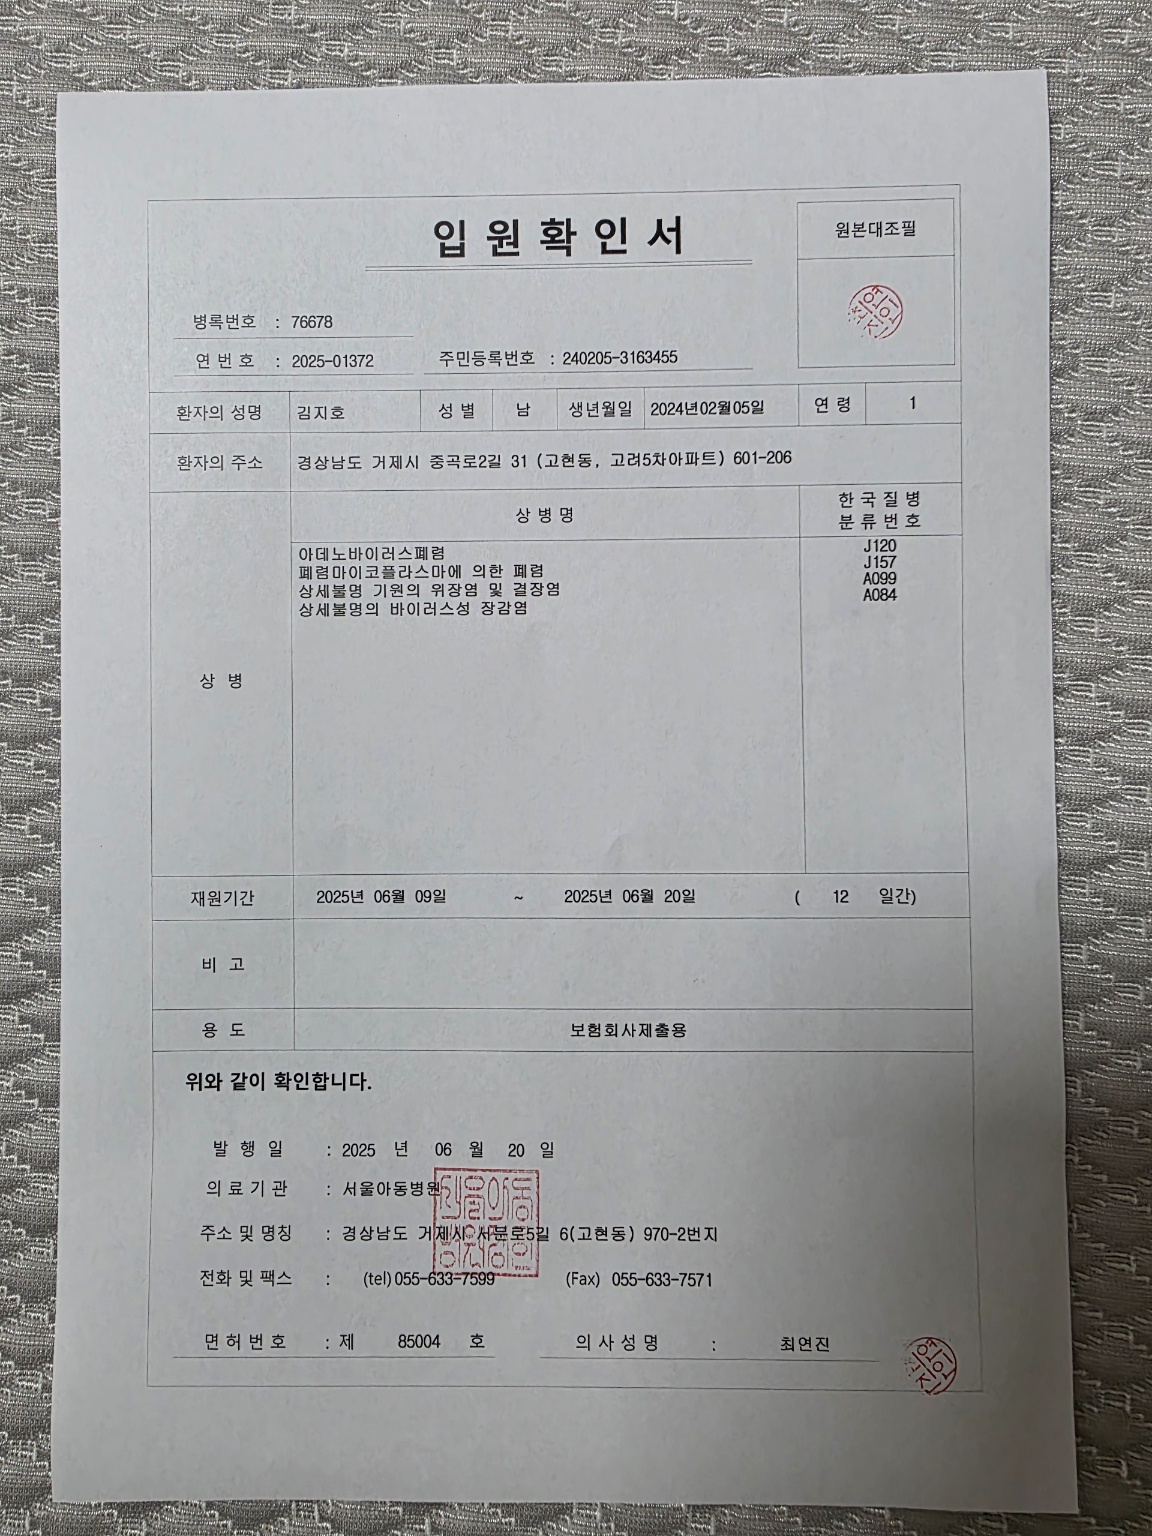 입원확인서
원본대조필
병록번호 : 76678
연번호 : 2025-01372 주민등록번호 : 240205-3163455
환자의 성명 김지호 성별 남 생년월일 2024년02월05일 연령 1
환자의 주소 경상남도 거제시 중곡로2길 31 (고현동, 고려5차아파트) 601-206
상병명 한국질병
분류번호
아데노바이러스폐렴 J120
폐렴마이코플라스마에 의한 폐렴 J157
상세불명 기원의 위장염 및 결장염 A099
상세불명의 바이러스성 장감염 A084
상 병
재원기간 2025년 06월 09일 ~ 2025년 06월 20일 ( 12 일간)
비 고
용 도 보험회사제출용
위와 같이 확인합니다.
발 행 일 : 2025 년 06 월 20 일
의료기관 : 서울아동병원
주소 및 명칭 : 경상남도 거제시 서문로5길 6(고현동) 970-2번지
전화 및 팩스 : (tel) 055-633-7599 (Fax) 055-633-7571
면허번호 : 제 85004 호 의사성명 : 최연진